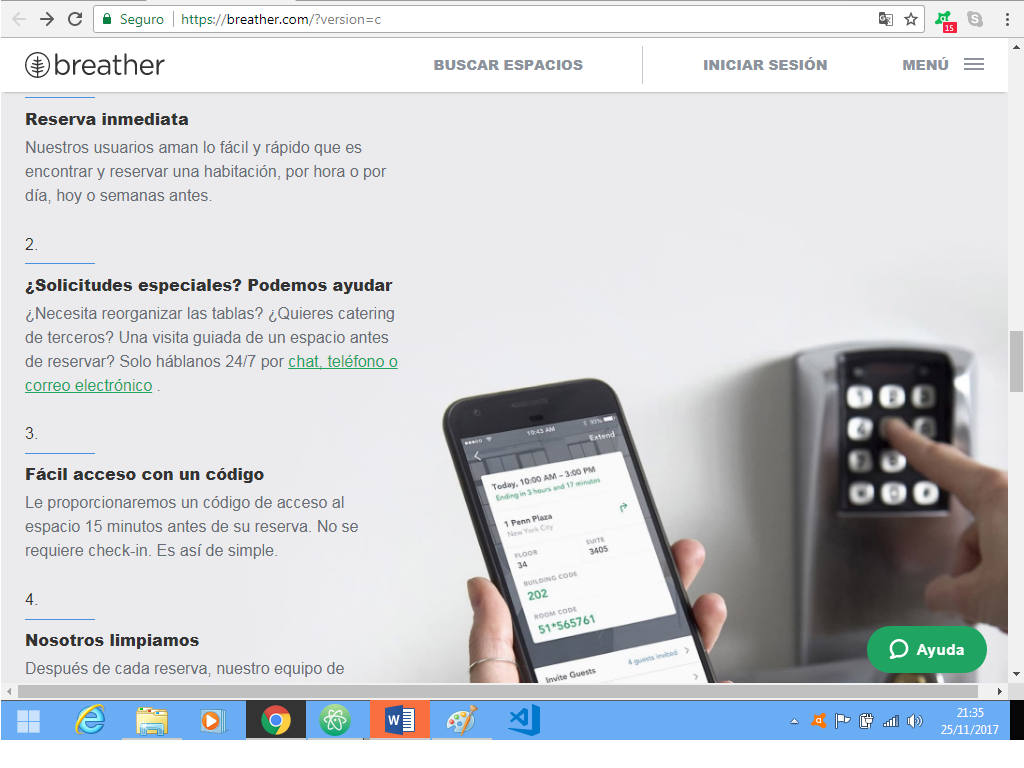 Seguro
https://breather.com/?version=c
15
breather
BUSCAR ESPACIOS
INICIAR SESIÓN
MENÚ
Reserva inmediata
Nuestros usuarios aman lo fácil y rápido que es
encontrar y reservar una habitación, por hora o por
día, hoy o semanas antes.
2.
¿Solicitudes especiales? Podemos ayudar
¿Necesita reorganizar las tablas? ¿Quieres catering
de terceros? Una visita guiada de un espacio antes
de reservar? Solo háblanos 24/7 por chat, teléfono o
correo electrónico .
3.
Fácil acceso con un código
Le proporcionaremos un código de acceso al
espacio 15 minutos antes de su reserva. No se
requiere check-in. Es así de simple.
4.
Nosotros limpiamos
Después de cada reserva, nuestro equipo de
10:43 AM
93%
Extend
Today, 10:00 AM – 3:00 PM
Ending in 3 hours and 17 minutes
1 Penn Plaza
New York City
FLOOR
34
SUITE
3405
BUILDING CODE
202
ROOM CODE
51*565761
Invite Guests
4 guests invited
Ayuda
21:35
25/11/2017